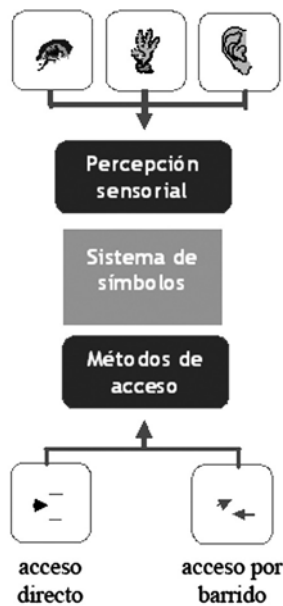 Percepción
sensorial
Sistema de
símbolos
Métodos de
acceso
acceso
directo
acceso por
barrido